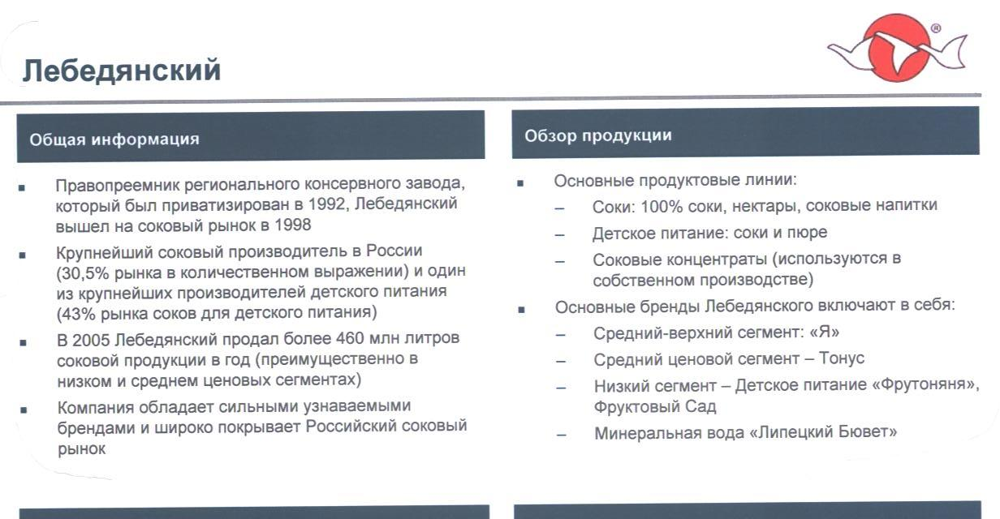 Лебедянский
®
Общая информация
Правопреемник регионального консервного завода,
который был приватизирован в 1992, Лебедянский
вышел на соковый рынок в 1998
Крупнейший соковый производитель в России
(30,5% рынка в количественном выражении) и один
из крупнейших производителей детского питания
(43% рынка соков для детского питания)
В 2005 Лебедянский продал более 460 млн литров
соковой продукции в год (преимущественно в
низком и среднем ценовых сегментах)
Компания обладает сильными узнаваемыми
брендами и широко покрывает Российский соковый
рынок
Обзор продукции
Основные продуктовые линии:
– Соки: 100% соки, нектары, соковые напитки
– Детское питание: соки и пюре
– Соковые концентраты (используются в
собственном производстве)
Основные бренды Лебедянского включают в себя:
– Средний-верхний сегмент: «Я»
– Средний ценовой сегмент – Тонус
– Низкий сегмент – Детское питание «Фрутоняня»,
Фруктовый Сад
– Минеральная вода «Липецкий Бювет»